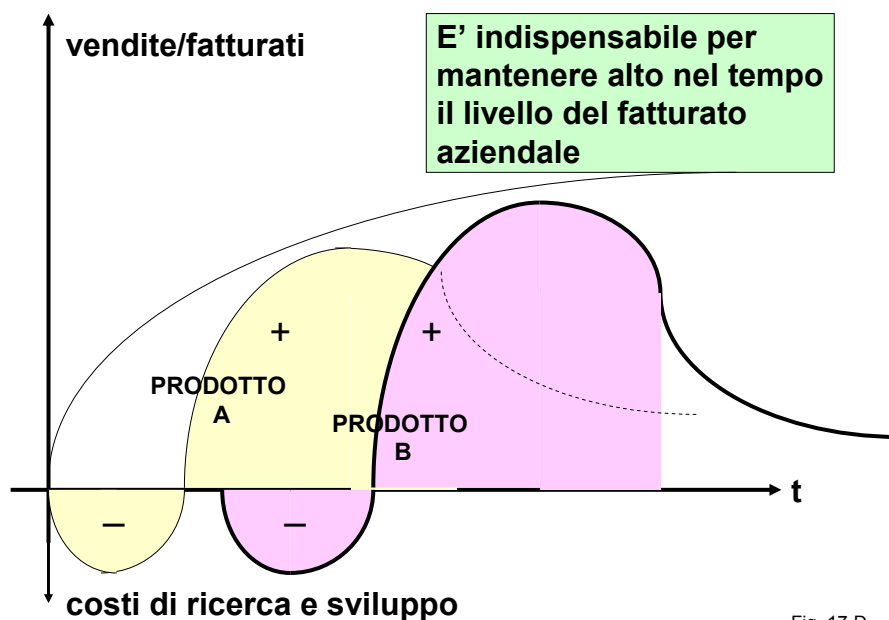 vendite/fatturati
E’ indispensabile per
mantenere alto nel tempo
il livello del fatturato
aziendale
+
+
PRODOTTO
A
PRODOTTO
B
t
–
–
costi di ricerca e sviluppo